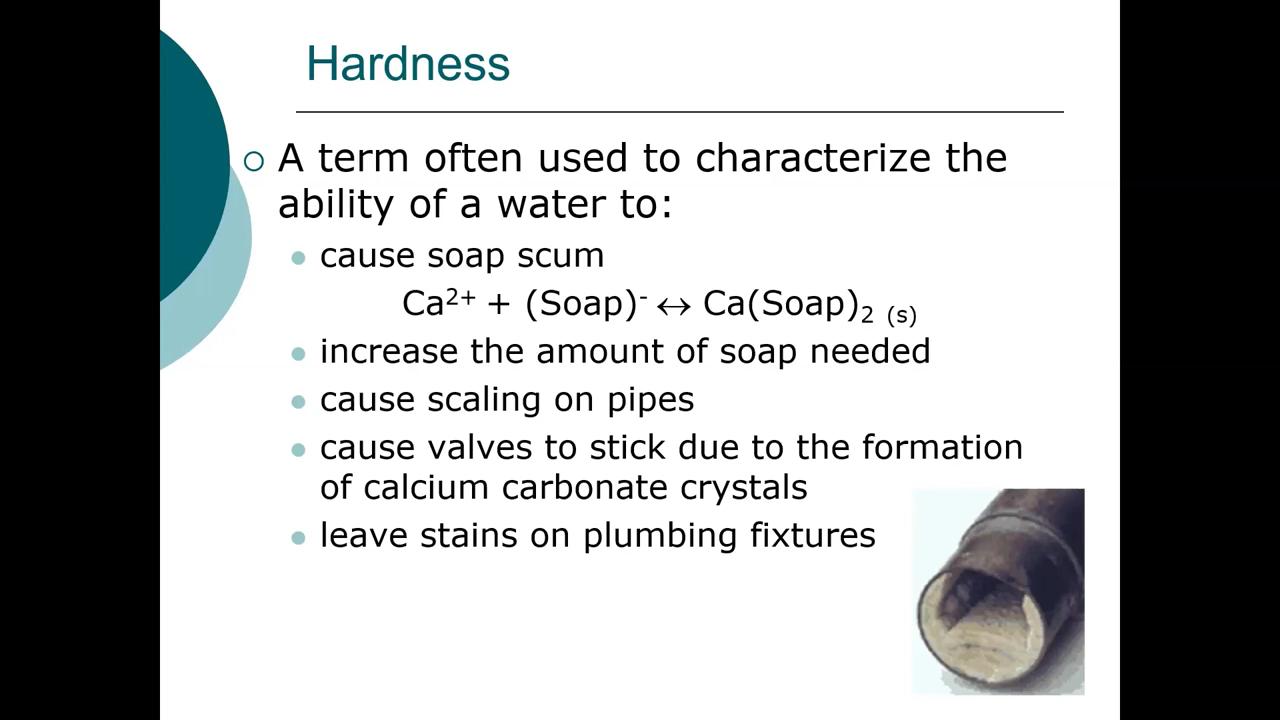 Hardness
A term often used to characterize the
ability of a water to:
cause soap scum
Ca²⁺ + (Soap)⁻ ↔ Ca(Soap)₂ ₍ₛ₎
increase the amount of soap needed
cause scaling on pipes
cause valves to stick due to the formation
of calcium carbonate crystals
leave stains on plumbing fixtures